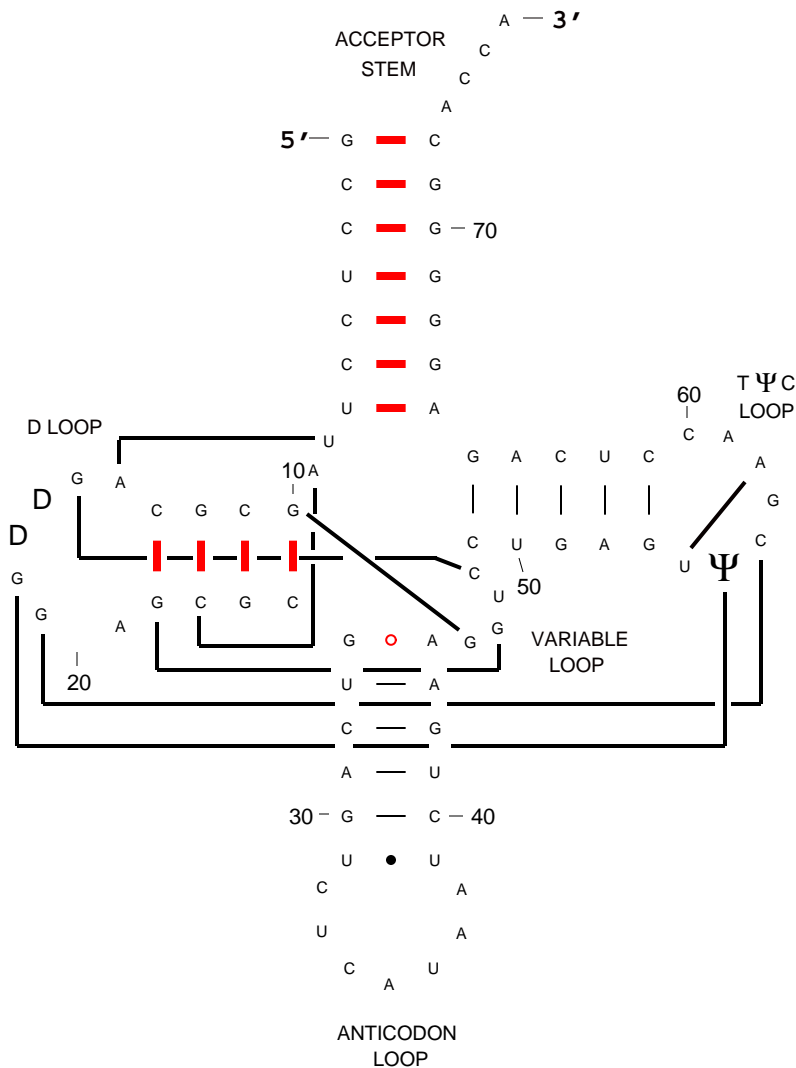 ACCEPTOR
STEM
A 3′
C
C
A
5′ G C
C G
C G 70
U G
C G
C G
U A
TΨC
LOOP
60
D LOOP
U
C A
G A C U C
A
10 A
G A
D
C G C G
G
D
C U G A G U
C
Ψ
C
50
G
G C G C
U
G
A
G A G
VARIABLE
LOOP
20
U A
C G
A U
30 G C 40
U U
C A
U A
C U
A
ANTICODON
LOOP